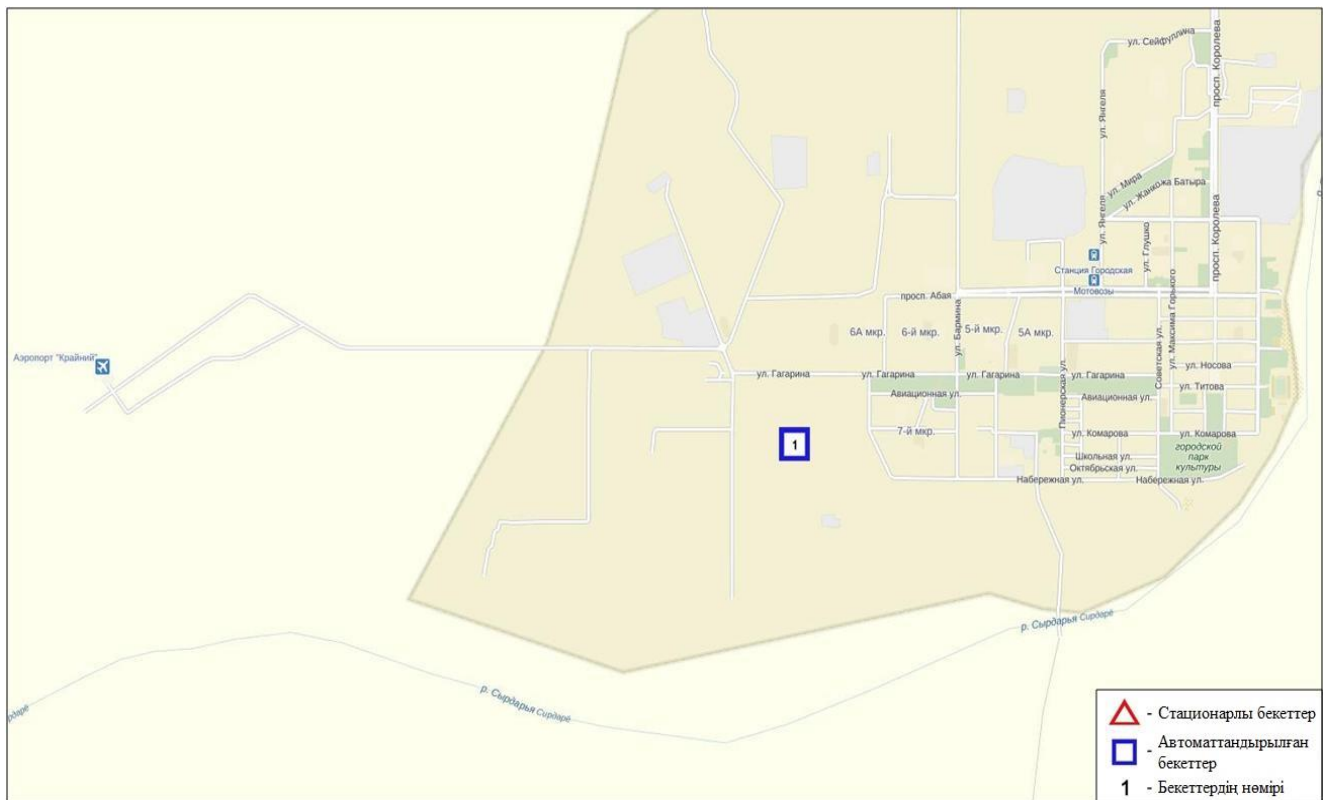 ул. Сейфуллина
просп. Королева
ул. Янгеля
ул. Мира
ул. Жанкожа Батыра
ул. Янгеля
ул. Глушко
просп. Королева
Станция Городская
Мотовозы
ул. Максима Горького
просп. Абая
6А мкр.
6-й мкр.
ул. Бармина
5-й мкр.
5А мкр.
Советская ул.
Аэропорт "Крайний"
ул. Носова
ул. Гагарина
ул. Гагарина
ул. Гагарина
ул. Гагарина
ул. Титова
Авиационная ул.
Пионерская ул.
Авиационная ул.
7-й мкр.
ул. Комарова
ул. Комарова
1
городской
парк
культуры
Школьная ул.
Октябрьская ул.
Набережная ул.
Набережная ул.
р. Сырдарья Сирдарё
р. Сырдарья Сирдарё
- Стационарлы бекеттер
- Автоматтандырылған
бекеттер
1 - Бекеттердің нөмірі